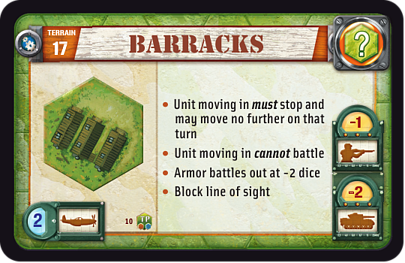 TERRAIN
17
BARRACKS
?
• Unit moving in must stop and
may move no further on that
turn
• Unit moving in cannot battle
• Armor battles out at -2 dice
• Block line of sight
-1
-2
2
10